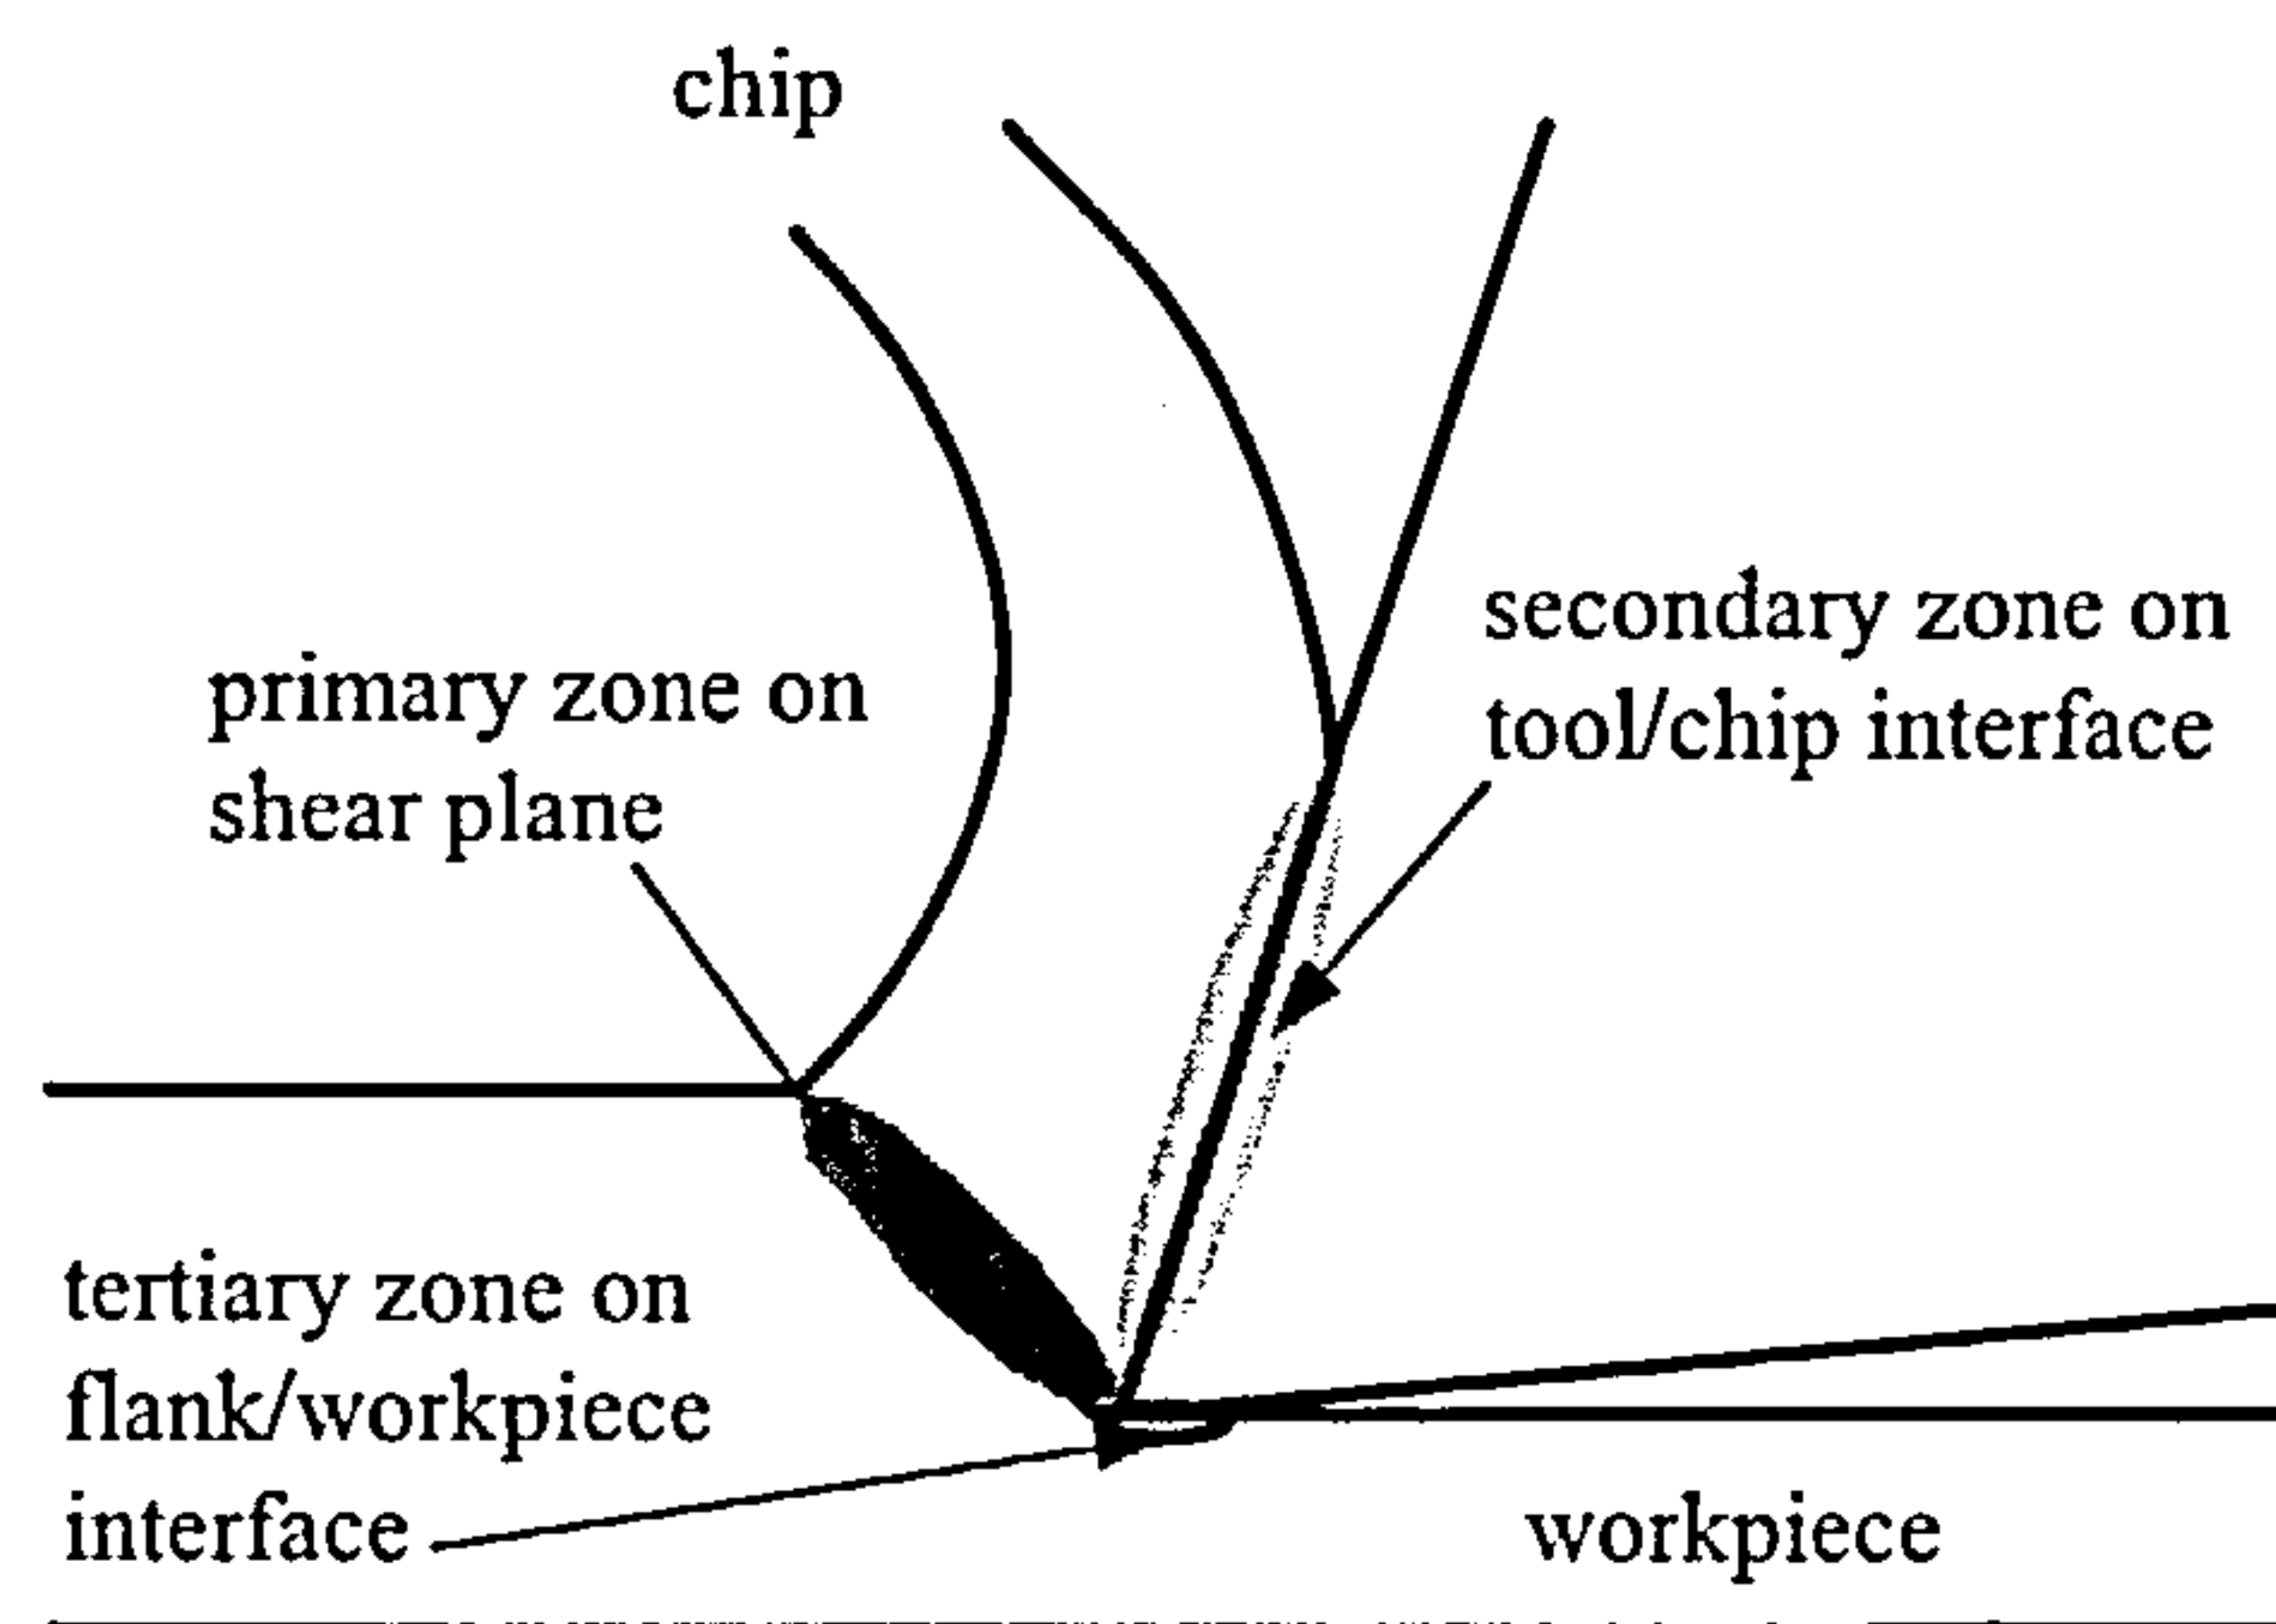 chip
primary zone on
shear plane
secondary zone on
tool/chip interface
tertiary zone on
flank/workpiece
interface
workpiece